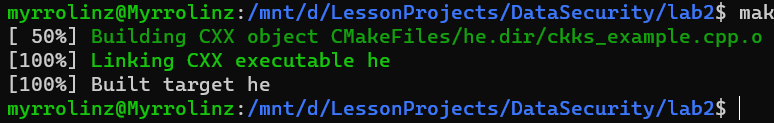 myrrolinz@Myrrolinz:/mnt/d/LessonProjects/DataSecurity/lab2$ mak
[ 50%] Building CXX object CMakeFiles/he.dir/ckks_example.cpp.o
[100%] Linking CXX executable he
[100%] Built target he
myrrolinz@Myrrolinz:/mnt/d/LessonProjects/DataSecurity/lab2$